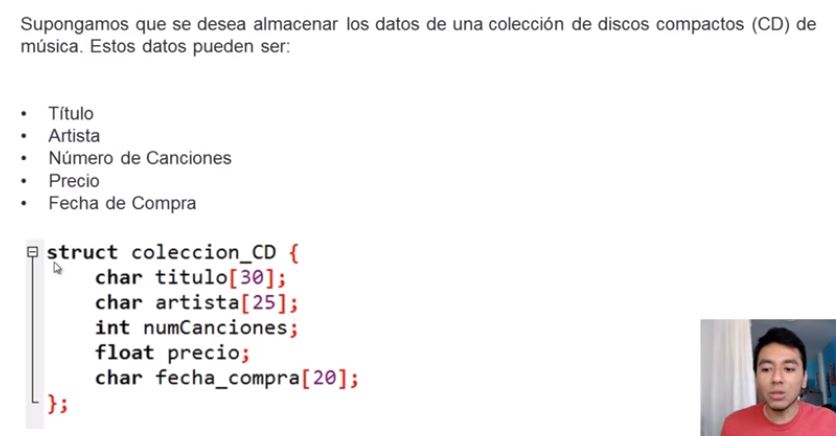 Supongamos que se desea almacenar los datos de una colección de discos compactos (CD) de
música. Estos datos pueden ser:
• Título
• Artista
• Número de Canciones
• Precio
• Fecha de Compra
struct coleccion_CD {
char titulo[30];
char artista[25];
int numCanciones;
float precio;
char fecha_compra[20];
};